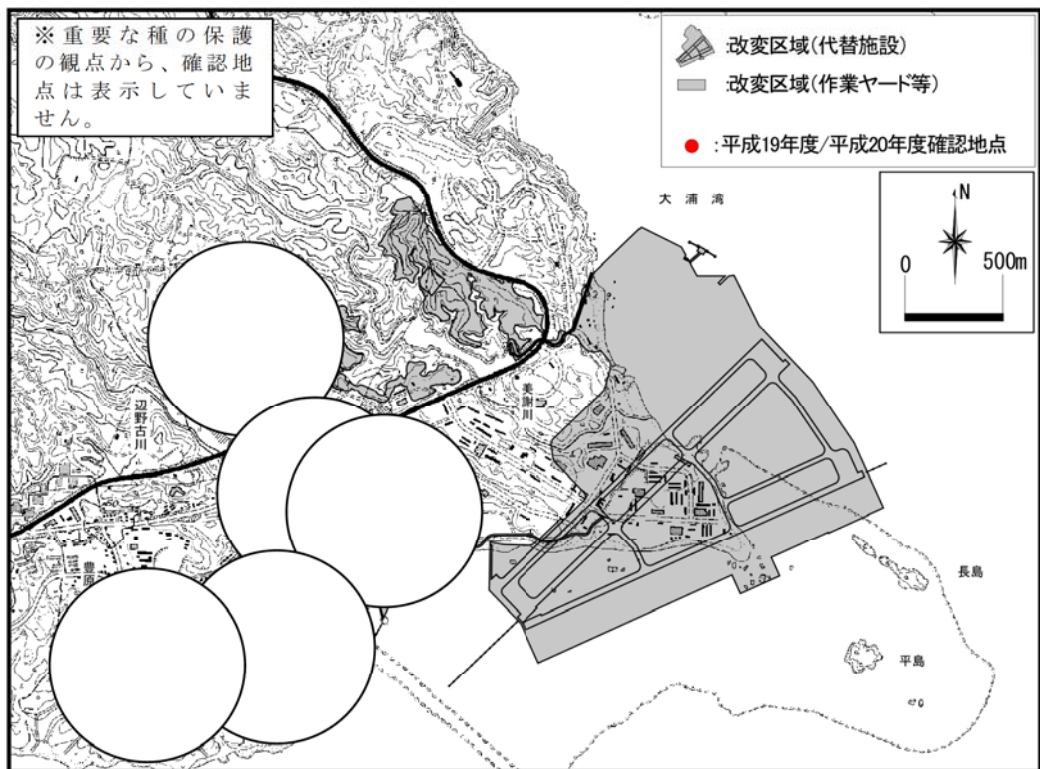 ※重要な種の保護
の観点から、確認地
点は表示していま
せん。
:改変区域(代替施設)
:改変区域(作業ヤード等)
:平成19年度/平成20年度確認地点
大浦湾
N
0 500m
美謝川
辺野古川
豊原
長島
平島